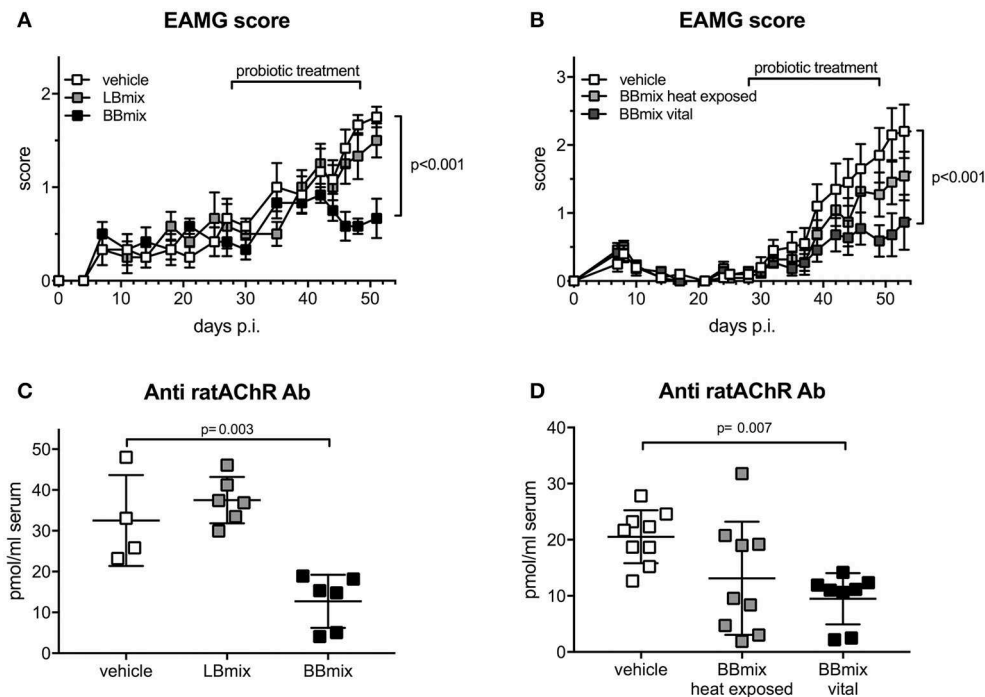 A
EAMG score
probiotic treatment
vehicle
LBmix
BBmix
2
1
0
score
p<0.001
0 10 20 30 40 50
days p.i.
B
EAMG score
probiotic treatment
vehicle
BBmix heat exposed
BBmix vital
3
2
1
0
score
p<0.001
0 10 20 30 40 50
days p.i.
C
Anti ratAChR Ab
p= 0.003
50
40
30
20
10
0
pmol/ml serum
vehicle LBmix BBmix
D
Anti ratAChR Ab
p= 0.007
40
30
20
10
0
pmol/ml serum
vehicle BBmix BBmix
heat exposed vital